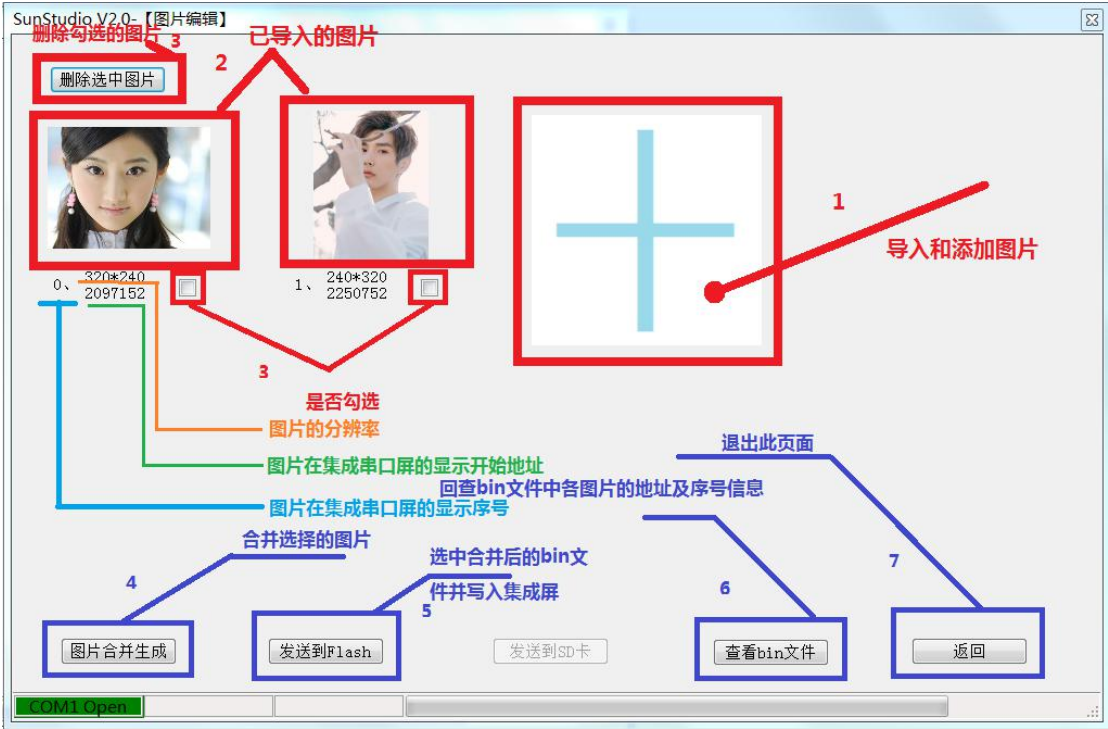 SunStudio V2.0-【图片编辑】
删除勾选的图片
3
已导入的图片
2
删除选中图片
1
导入和添加图片
0、
320*240
2097152
1、
240*320
2250752
3
是否勾选
图片的分辨率
图片在集成串口屏的显示开始地址
图片在集成串口屏的显示序号
退出此页面
回查bin文件中各图片的地址及序号信息
合并选择的图片
选中合并后的bin文
件并写入集成屏
4
5
6
7
图片合并生成
发送到Flash
发送到SD卡
查看bin文件
返回
COM1 Open